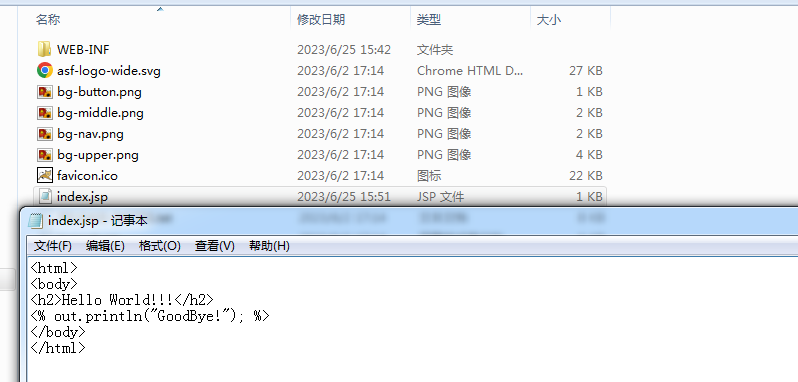 名称 修改日期 类型 大小
WEB-INF 2023/6/25 15:42 文件夹
asf-logo-wide.svg 2023/6/2 17:14 Chrome HTML D... 27 KB
bg-button.png 2023/6/2 17:14 PNG 图像 1 KB
bg-middle.png 2023/6/2 17:14 PNG 图像 2 KB
bg-nav.png 2023/6/2 17:14 PNG 图像 2 KB
bg-upper.png 2023/6/2 17:14 PNG 图像 4 KB
favicon.ico 2023/6/2 17:14 图标 22 KB
index.jsp 2023/6/25 15:51 JSP 文件 1 KB
index.jsp - 记事本
文件(F) 编辑(E) 格式(O) 查看(V) 帮助(H)
<html>
<body>
<h2>Hello World!!!</h2>
<% out.println("GoodBye!"); %>
</body>
</html>